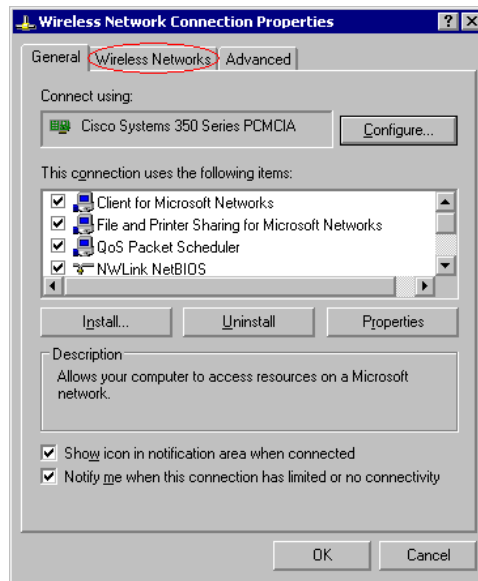 Wireless Network Connection Properties
General Wireless Networks Advanced
Connect using:
Cisco Systems 350 Series PCMCIA Configure...
This connection uses the following items:
Client for Microsoft Networks
File and Printer Sharing for Microsoft Networks
QoS Packet Scheduler
NWLink NetBIOS
Install... Uninstall Properties
Description
Allows your computer to access resources on a Microsoft
network.
Show icon in notification area when connected
Notify me when this connection has limited or no connectivity
OK Cancel